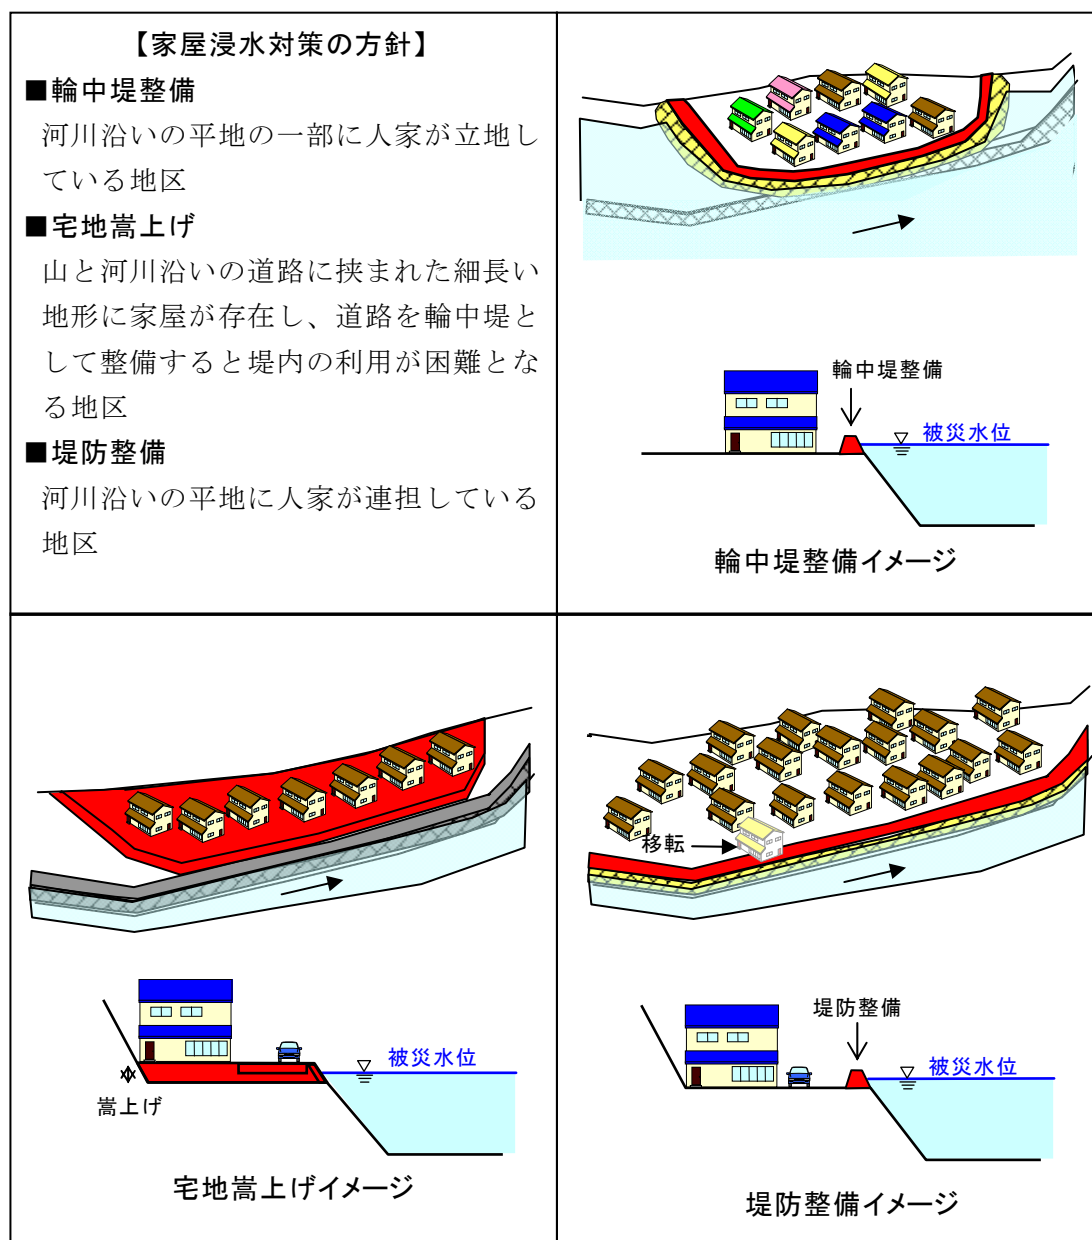 【家屋浸水対策の方針】
■輪中堤整備
河川沿いの平地の一部に人家が立地し
ている地区
■宅地嵩上げ
山と河川沿いの道路に挟まれた細長い
地形に家屋が存在し、道路を輪中堤と
して整備すると堤内の利用が困難とな
る地区
■堤防整備
河川沿いの平地に人家が連担している
地区
輪中堤整備
被災水位
輪中堤整備イメージ
被災水位
嵩上げ
宅地嵩上げイメージ
移転
堤防整備
被災水位
堤防整備イメージ